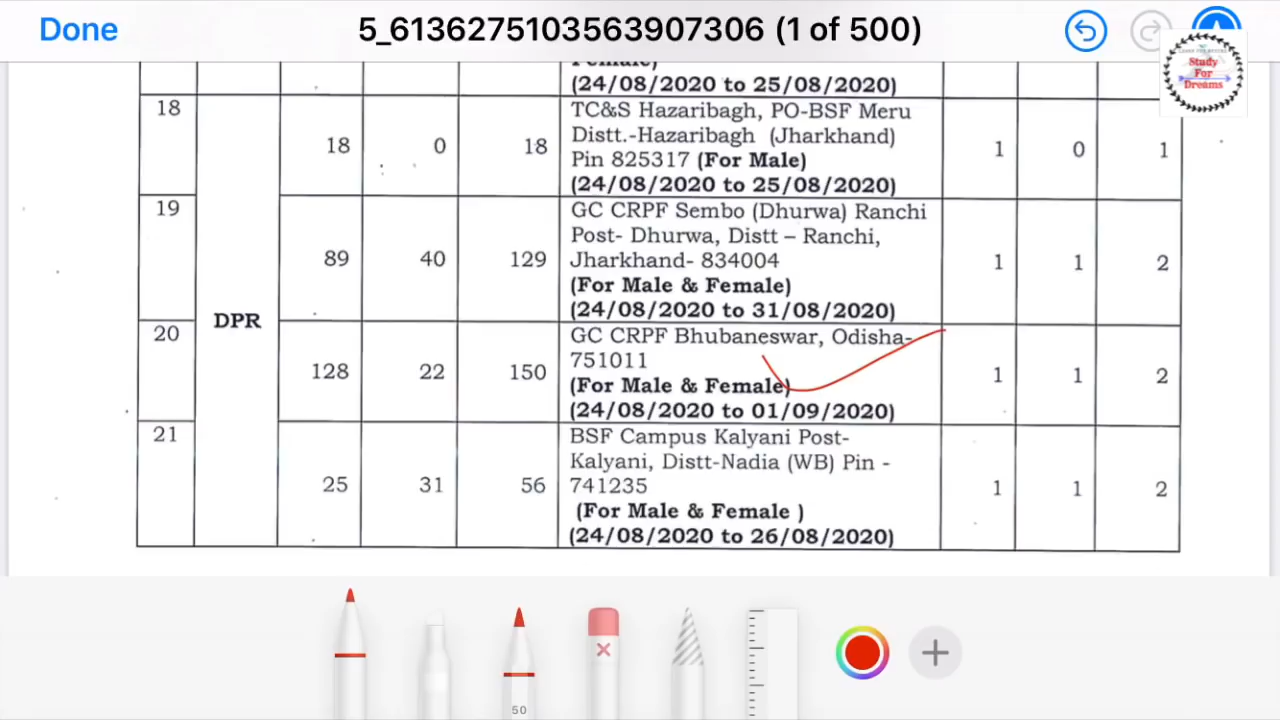 Done
5_6136275103563907306 (1 of 500)
Study
For
Dreams
Female)
(24/08/2020 to 25/08/2020)
18
18 0 18
TC&S Hazaribagh, PO-BSF Meru
Distt.-Hazaribagh (Jharkhand)
Pin 825317 (For Male)
(24/08/2020 to 25/08/2020)
1 0 1
19
89 40 129
GC CRPF Sembo (Dhurwa) Ranchi
Post- Dhurwa, Distt – Ranchi,
Jharkhand- 834004
(For Male & Female)
(24/08/2020 to 31/08/2020)
1 1 2
DPR
20
128 22 150
GC CRPF Bhubaneswar, Odisha-
751011
(For Male & Female)
(24/08/2020 to 01/09/2020)
1 1 2
21
25 31 56
BSF Campus Kalyani Post-
Kalyani, Distt-Nadia (WB) Pin -
741235
(For Male & Female )
(24/08/2020 to 26/08/2020)
1 1 2
50